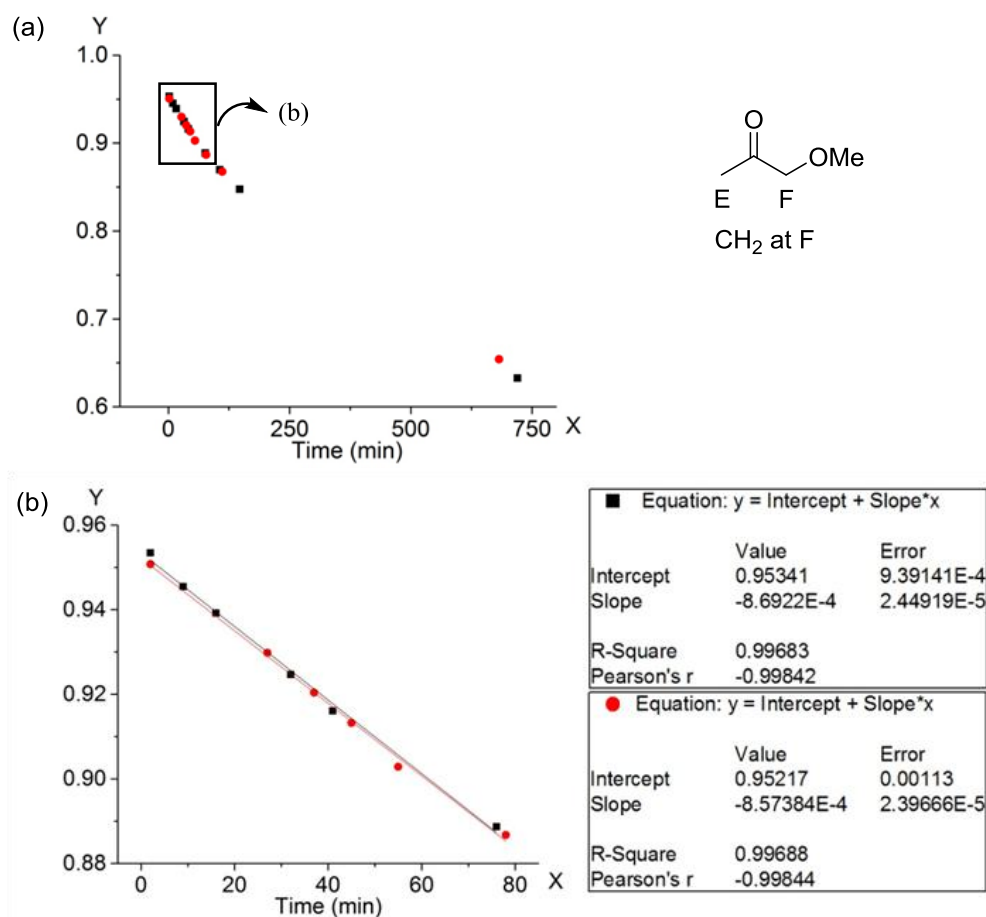 (a)
Y
1.0
0.9
0.8
0.7
0.6
(b)
0
250
500
750
X
Time (min)
O
OMe
E
F
CH2 at F
(b)
Y
0.96
0.94
0.92
0.90
0.88
0
20
40
60
80
X
Time (min)
Equation: y = Intercept + Slope*x
Value Error
Intercept 0.95341 9.39141E-4
Slope -8.6922E-4 2.44919E-5
R-Square 0.99683
Pearson's r -0.99842
Equation: y = Intercept + Slope*x
Value Error
Intercept 0.95217 0.00113
Slope -8.57384E-4 2.39666E-5
R-Square 0.99688
Pearson's r -0.99844